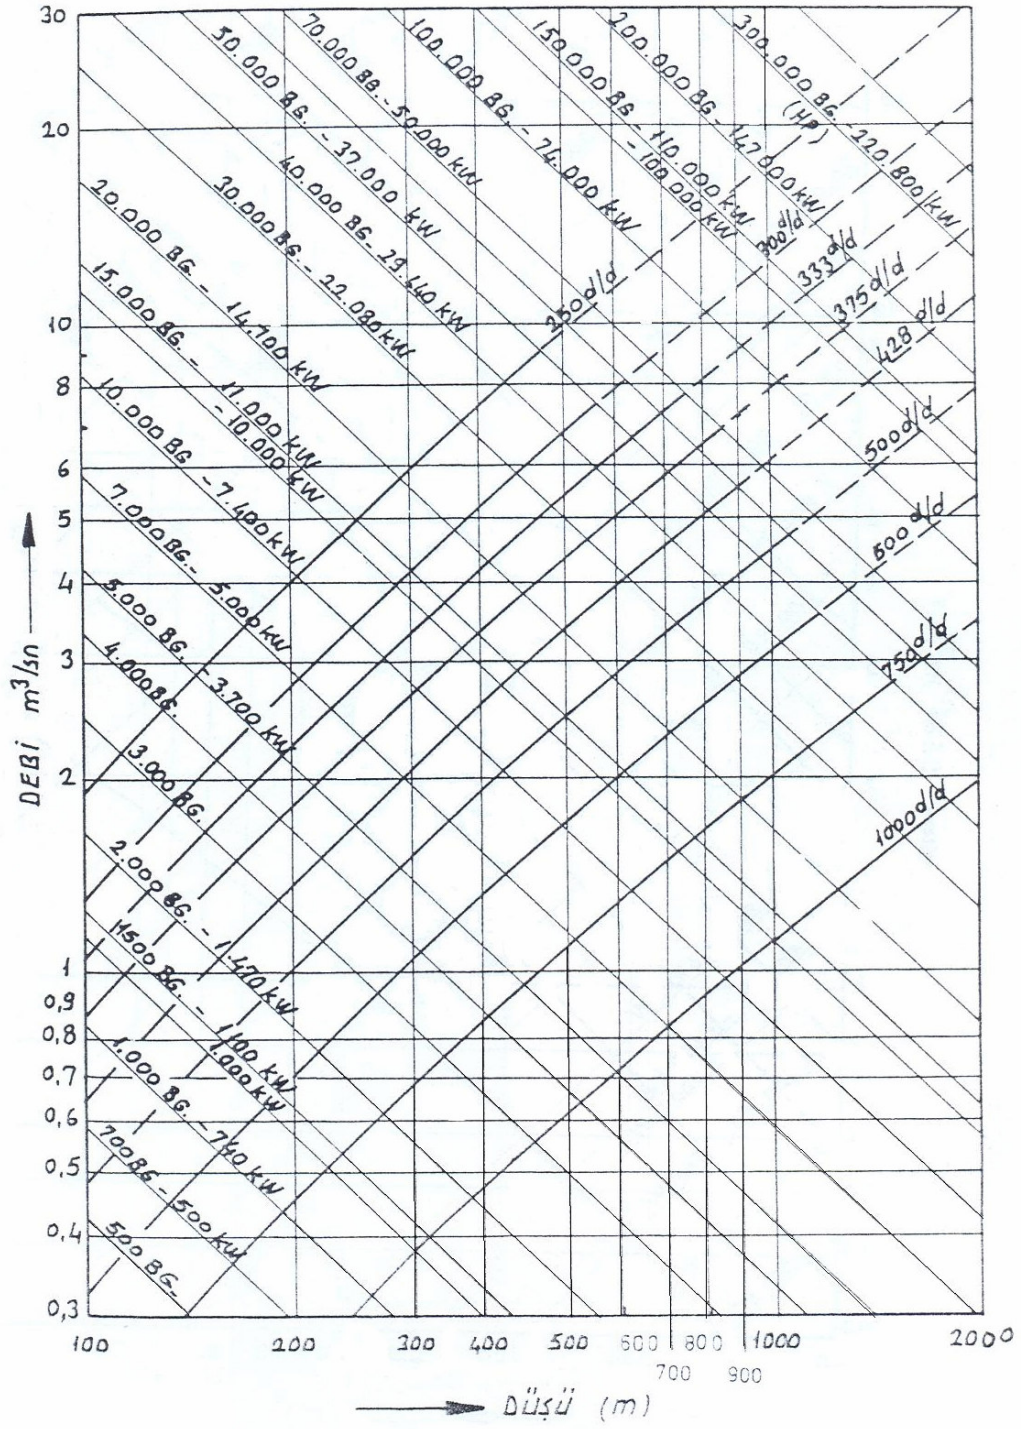 30
20
10
8
6
5
4
3
2
1
0,9
0,8
0,7
0,6
0,5
0,4
0,3
DEBİ m³/sn
50.000 BG. - 37.000 kW
70.000 BG. - 50.000 kW
100.000 BG. - 74.000 kW
150.000 BG - 110.000 kW
- 100.000 kW
200.000 BG - 147000 kW
300.000 BG. - 220.800 kW
(HP)
40.000 BG - 29.440 kW
30.000 BG. - 22.080 kW
20.000 BG. - 14.700 kW
15.000 BG. - 11.000 kW
- 10.000 kW
10.000 BG - 7.400 kW
7.000 BG. - 5.000 kW
5.000 BG. - 3.700 kW
4.000 BG.
3.000 BG.
2.000 BG. - 1.470 kW
1500 BG. - 1100 kW
1.000 kW
1.000 BG. - 740 kW
700 BG - 500 kW
500 BG.
250 d/d
300 d/d
333 d/d
375 d/d
428 d/d
500 d/d
600 d/d
750 d/d
1000 d/d
100
200
300
400
500
600
700
800
900
1000
2000
DÜŞÜ (m)